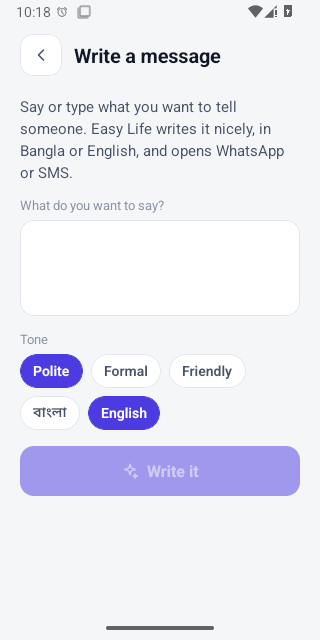 10:18
Write a message
Say or type what you want to tell
someone. Easy Life writes it nicely, in
Bangla or English, and opens WhatsApp
or SMS.
What do you want to say?
Tone
Polite Formal Friendly
বাংলা English
Write it